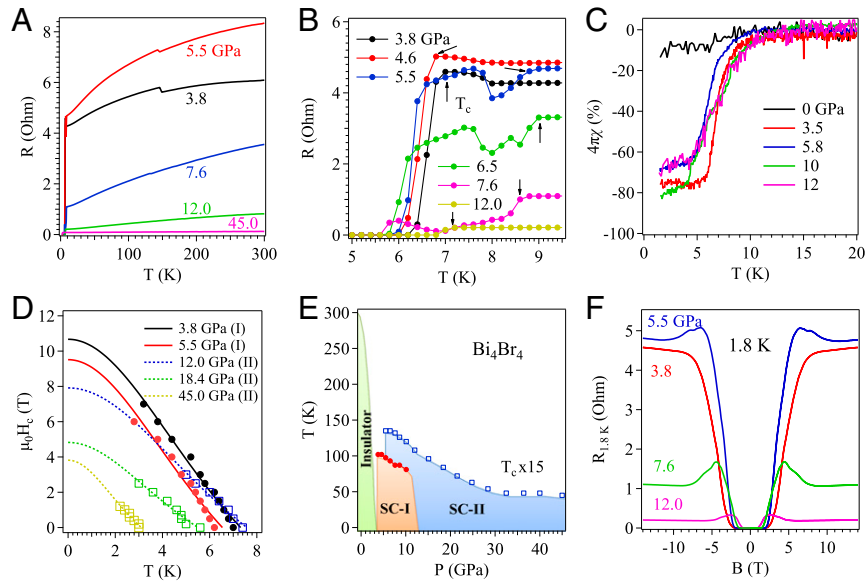 A
8
6
4
2
0
R (Ohm)
5.5 GPa
3.8
7.6
12.0
45.0
0
100
200
300
T (K)
B
6
4
2
0
R (Ohm)
3.8 GPa
4.6
5.5
Tc
6.5
7.6
12.0
5
6
7
8
9
T (K)
C
0
-20
-40
-60
-80
-100
4πχ (%)
0 GPa
3.5
5.8
10
12
0
5
10
15
20
T (K)
D
12
10
8
6
4
2
0
μ0Hc (T)
3.8 GPa (I)
5.5 GPa (I)
12.0 GPa (II)
18.4 GPa (II)
45.0 GPa (II)
0
2
4
6
8
T (K)
E
300
250
200
150
100
50
0
T (K)
Bi4Br4
Insulator
Tcx15
SC-I
SC-II
0
10
20
30
40
P (GPa)
F
5
4
3
2
1
0
R1.8 K (Ohm)
5.5 GPa
1.8 K
3.8
7.6
12.0
-10
-5
0
5
10
B (T)